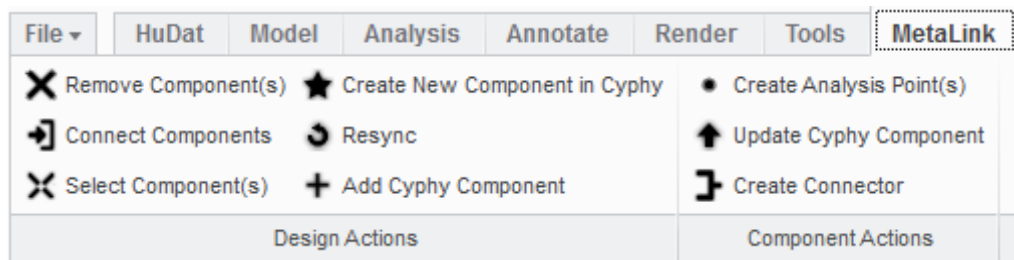 File HuDat Model Analysis Annotate Render Tools MetaLink
Remove Component(s) Create New Component in Cyphy Create Analysis Point(s)
Connect Components Resync Update Cyphy Component
Select Component(s) Add Cyphy Component Create Connector
Design Actions Component Actions